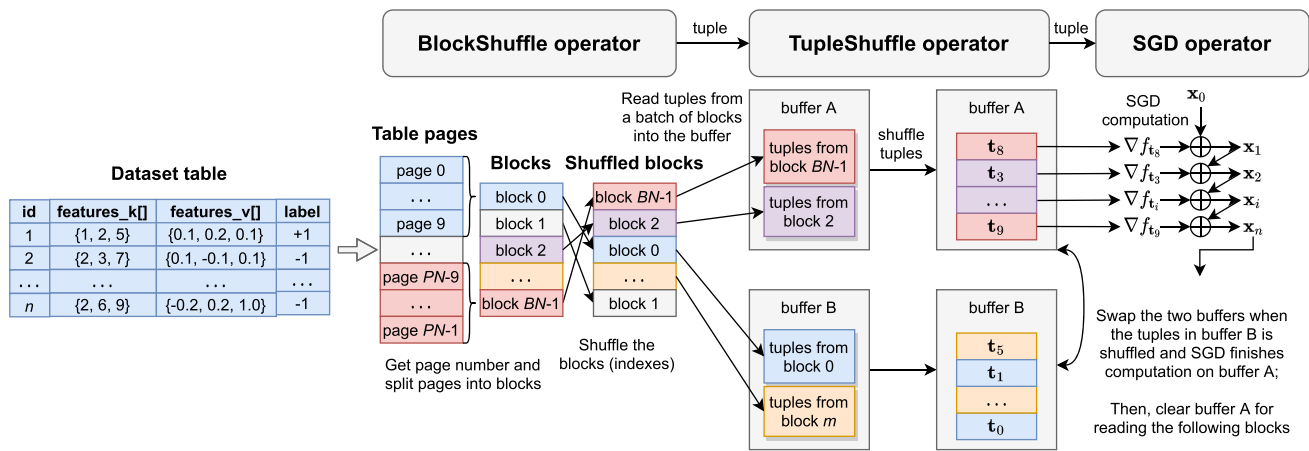 BlockShuffle operator
tuple
TupleShuffle operator
tuple
SGD operator
Dataset table
id features_k[] features_v[] label
1 {1, 2, 5} {0.1, 0.2, 0.1} +1
2 {2, 3, 7} {0.1, -0.1, 0.1} -1
... ... ... ...
n {2, 6, 9} {-0.2, 0.2, 1.0} -1
Table pages
page 0
...
page 9
...
page PN-9
...
page PN-1
Get page number and
split pages into blocks
Blocks
block 0
block 1
block 2
...
block BN-1
Shuffled blocks
block BN-1
block 2
block 0
...
block 1
Shuffle the
blocks (indexes)
Read tuples from
a batch of blocks
into the buffer
buffer A
tuples from
block BN-1
tuples from
block 2
shuffle
tuples
buffer A
t₈
t₃
...
t₉
buffer B
tuples from
block 0
tuples from
block m
buffer B
t₅
t₁
...
t₀
SGD
computation
x₀
∇f_t₈ ⊕ x₁
∇f_t₃ ⊕ x₂
∇f_tᵢ ⊕ xᵢ
∇f_t₉ ⊕ xₙ
Swap the two buffers when
the tuples in buffer B is
shuffled and SGD finishes
computation on buffer A;
Then, clear buffer A for
reading the following blocks